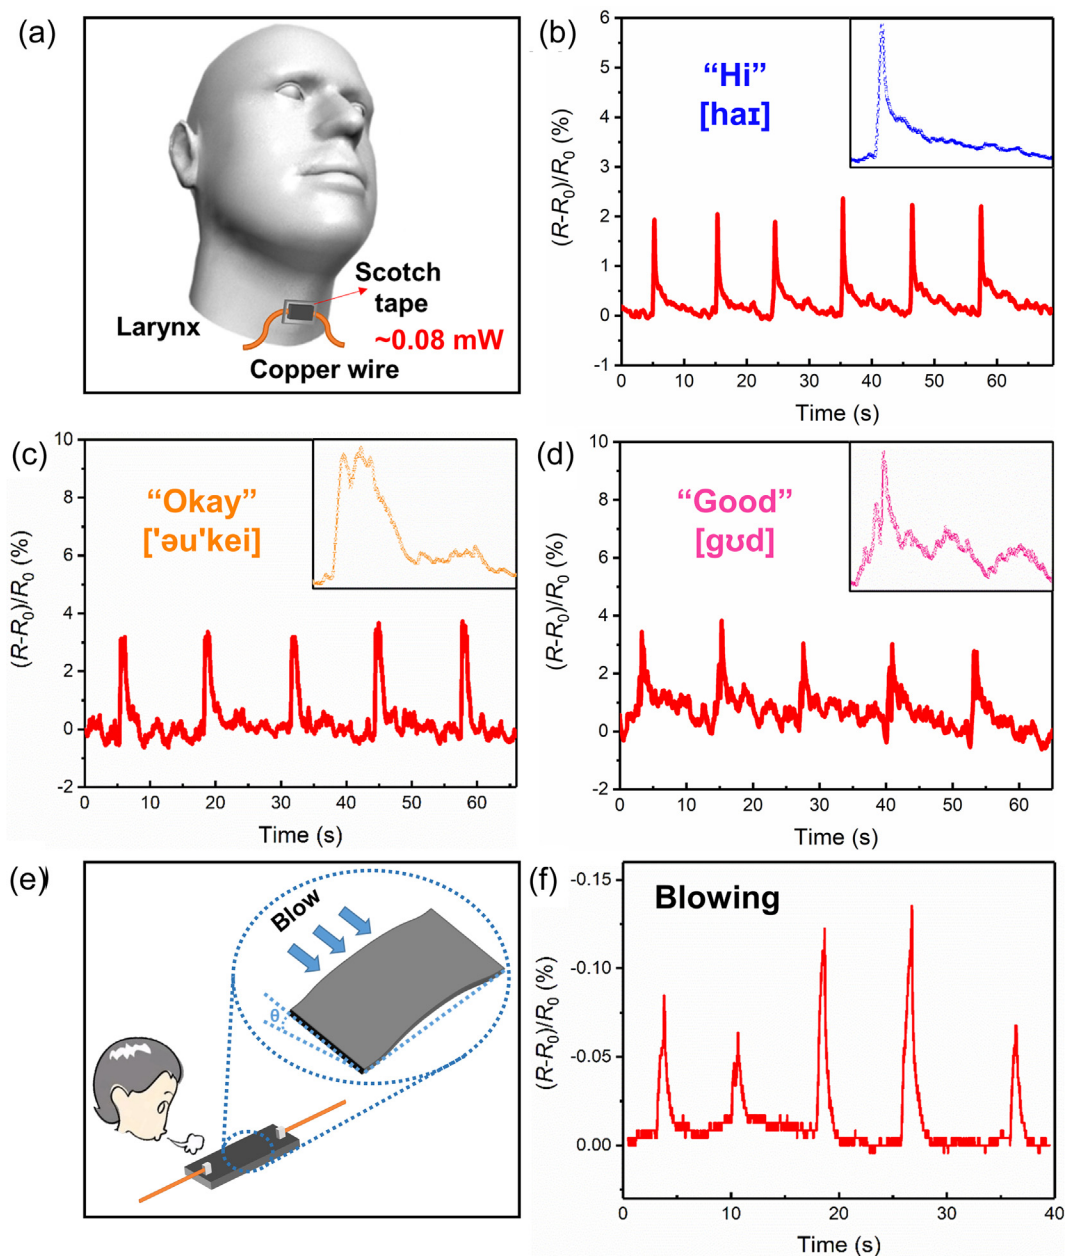 (a)
Scotch
tape
Larynx
~0.08 mW
Copper wire
(b)
“Hi”
[haɪ]
(R-R0)/R0 (%)
6
5
4
3
2
1
0
-1
0 10 20 30 40 50 60
Time (s)
(c)
“Okay”
['əu'kei]
(R-R0)/R0 (%)
10
8
6
4
2
0
-2
0 10 20 30 40 50 60
Time (s)
(d)
“Good”
[gʊd]
(R-R0)/R0 (%)
10
8
6
4
2
0
-2
0 10 20 30 40 50 60
Time (s)
(e)
Blow
θ
(f)
Blowing
(R-R0)/R0 (%)
-0.15
-0.10
-0.05
0.00
0 10 20 30 40
Time (s)